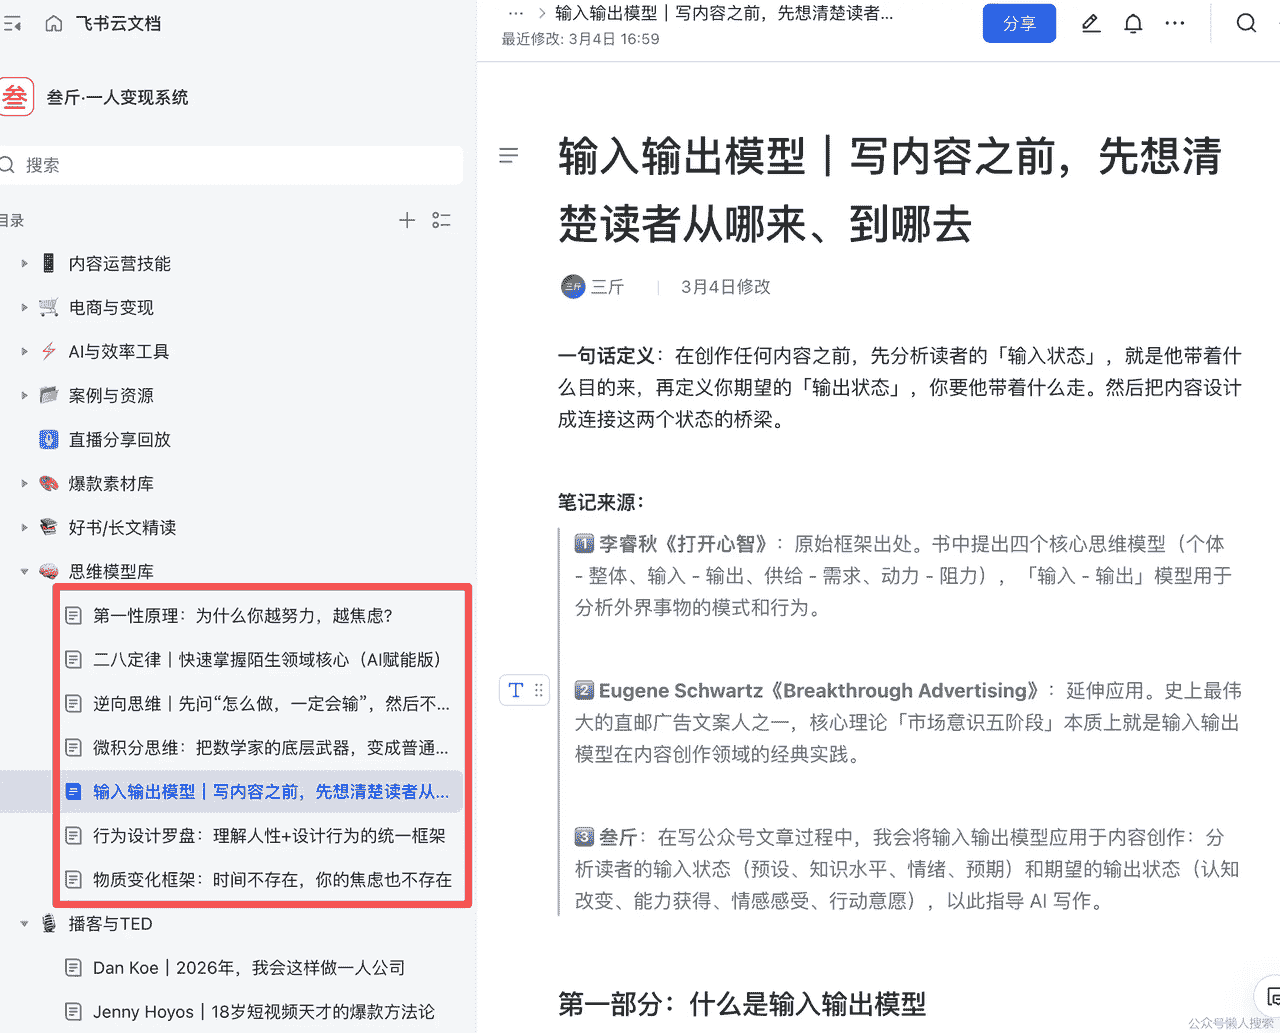 飞书云文档
叁
叁斤·一人变现系统
搜索
目录
内容运营技能
电商与变现
AI与效率工具
案例与资源
直播分享回放
爆款素材库
好书/长文精读
思维模型库
第一性原理：为什么你越努力，越焦虑？
二八定律｜快速掌握陌生领域核心（AI赋能版）
逆向思维｜先问“怎么做，一定会输”，然后不...
微积分思维：把数学家的底层武器，变成普通...
输入输出模型｜写内容之前，先想清楚读者从...
行为设计罗盘：理解人性+设计行为的统一框架
物质变化框架：时间不存在，你的焦虑也不存在
播客与TED
Dan Koe｜2026年，我会这样做一人公司
Jenny Hoyos｜18岁短视频天才的爆款方法论
··· > 输入输出模型｜写内容之前，先想清楚读者...
最近修改: 3月4日 16:59
分享
输入输出模型｜写内容之前，先想清
楚读者从哪来、到哪去
三斤
三斤
3月4日修改
一句话定义：在创作任何内容之前，先分析读者的「输入状态」，就是他带着什
么目的来，再定义你期望的「输出状态」，你要他带着什么走。然后把内容设计
成连接这两个状态的桥梁。
笔记来源：
1 李睿秋《打开心智》：原始框架出处。书中提出四个核心思维模型（个体
- 整体、输入 - 输出、供给 - 需求、动力 - 阻力），「输入 - 输出」模型用于
分析外界事物的模式和行为。
T
2 Eugene Schwartz《Breakthrough Advertising》：延伸应用。史上最伟
大的直邮广告文案人之一，核心理论「市场意识五阶段」本质上就是输入输出
模型在内容创作领域的经典实践。
3 叁斤：在写公众号文章过程中，我会将输入输出模型应用于内容创作：分
析读者的输入状态（预设、知识水平、情绪、预期）和期望的输出状态（认知
改变、能力获得、情感感受、行动意愿），以此指导 AI 写作。
第一部分：什么是输入输出模型
公众号懒人搜索